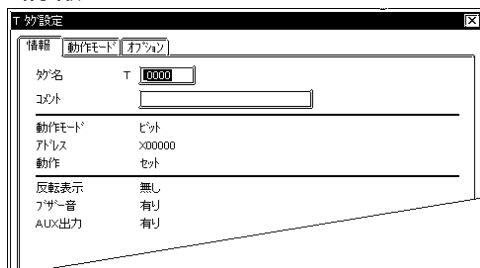 T ﾀｸﾞ設定
情報 動作ﾓｰﾄﾞ ｵﾌﾟｼｮﾝ
ﾀｸﾞ名 T 0000
ｺﾒﾝﾄ
動作ﾓｰﾄﾞ ﾋﾞｯﾄ
ｱﾄﾞﾚｽ X00000
動作 ｾｯﾄ
反転表示 無し
ﾌﾞｻﾞｰ音 有り
AUX出力 有り